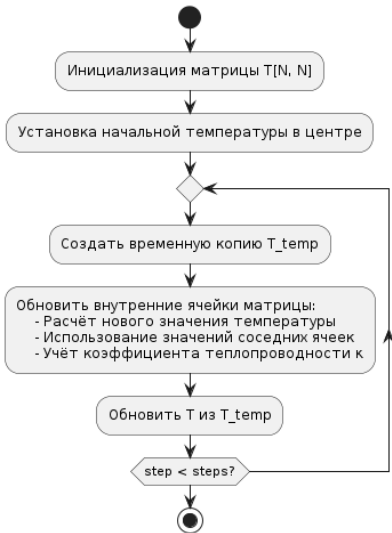 Инициализация матрицы T[N, N]
Установка начальной температуры в центре
Создать временную копию T_temp
Обновить внутренние ячейки матрицы:
- Расчёт нового значения температуры
- Использование значений соседних ячеек
- Учёт коэффициента теплопроводности к
Обновить T из T_temp
step < steps?